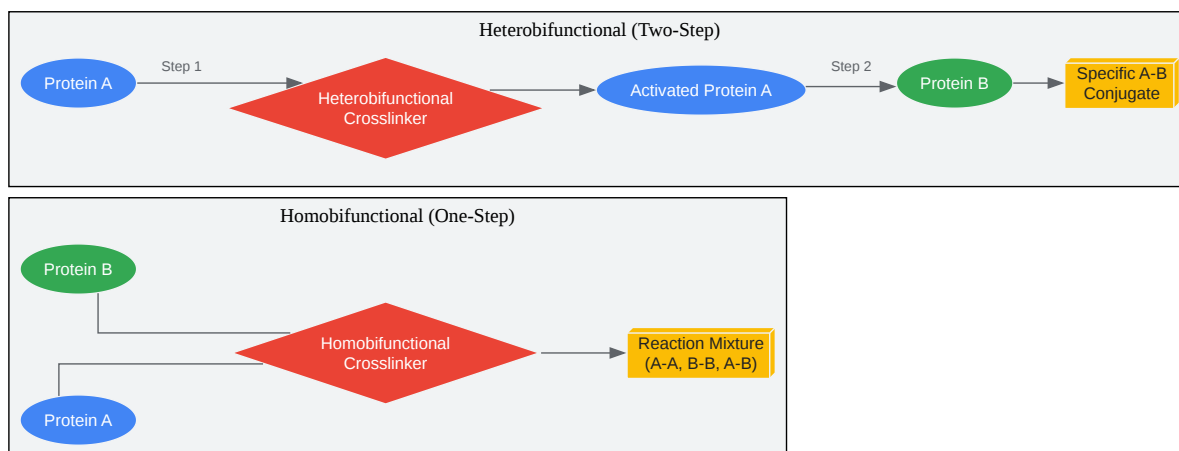 Heterobifunctional (Two-Step)
Protein A
Step 1
Heterobifunctional
Crosslinker
Activated Protein A
Step 2
Protein B
Specific A-B
Conjugate
Homobifunctional (One-Step)
Protein B
Homobifunctional
Crosslinker
Reaction Mixture
(A-A, B-B, A-B)
Protein A